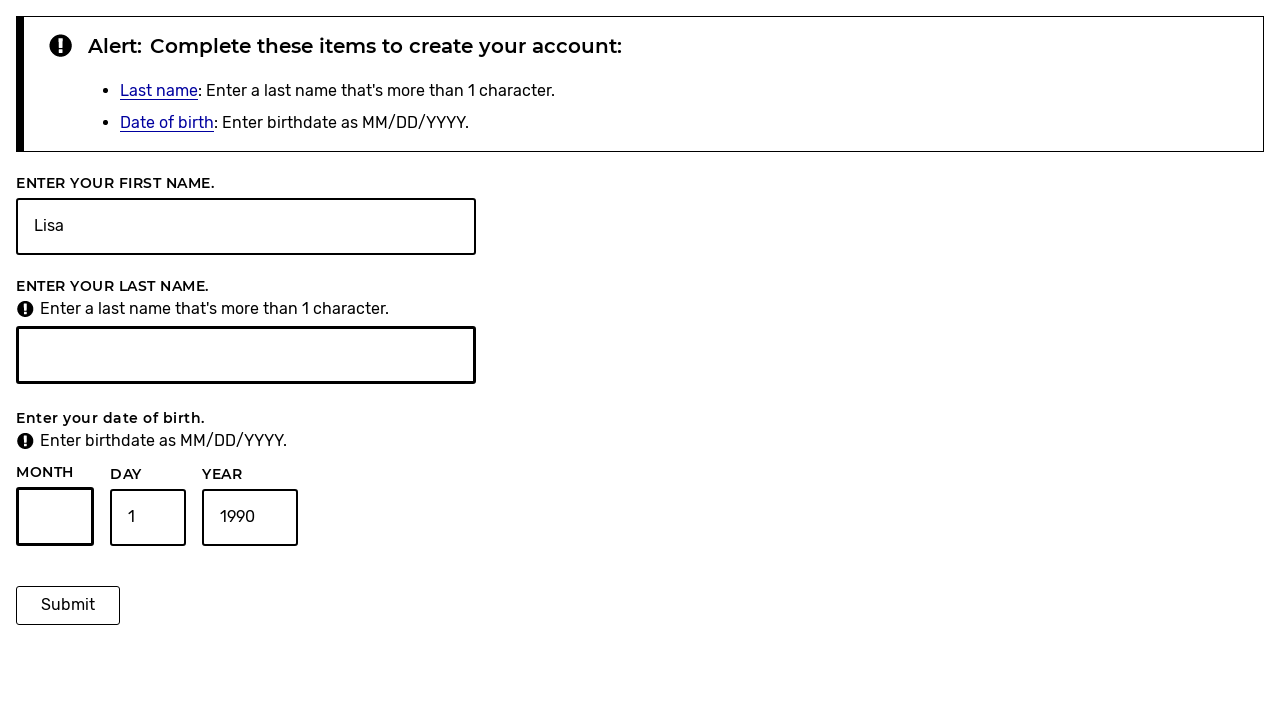 Alert: Complete these items to create your account:
Last name: Enter a last name that's more than 1 character.
Date of birth: Enter birthdate as MM/DD/YYYY.
ENTER YOUR FIRST NAME.
Lisa
ENTER YOUR LAST NAME.
Enter a last name that's more than 1 character.
Enter your date of birth.
Enter birthdate as MM/DD/YYYY.
MONTH DAY YEAR
1 1990
Submit